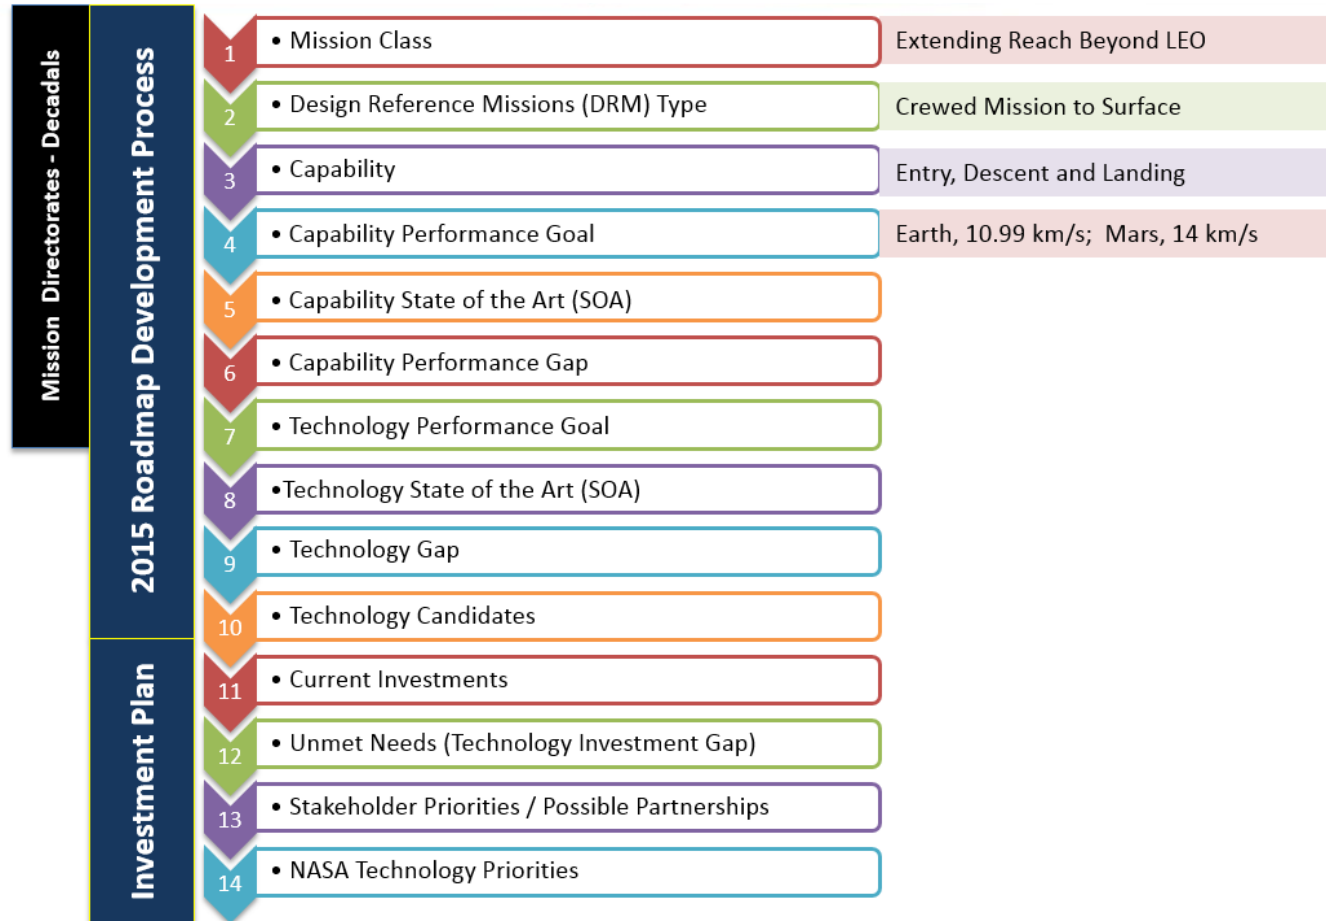 Mission Directorates - Decadals
2015 Roadmap Development Process
Investment Plan
1 • Mission Class Extending Reach Beyond LEO
2 • Design Reference Missions (DRM) Type Crewed Mission to Surface
3 • Capability Entry, Descent and Landing
4 • Capability Performance Goal Earth, 10.99 km/s; Mars, 14 km/s
5 • Capability State of the Art (SOA)
6 • Capability Performance Gap
7 • Technology Performance Goal
8 •Technology State of the Art (SOA)
9 • Technology Gap
10 • Technology Candidates
11 • Current Investments
12 • Unmet Needs (Technology Investment Gap)
13 • Stakeholder Priorities / Possible Partnerships
14 • NASA Technology Priorities